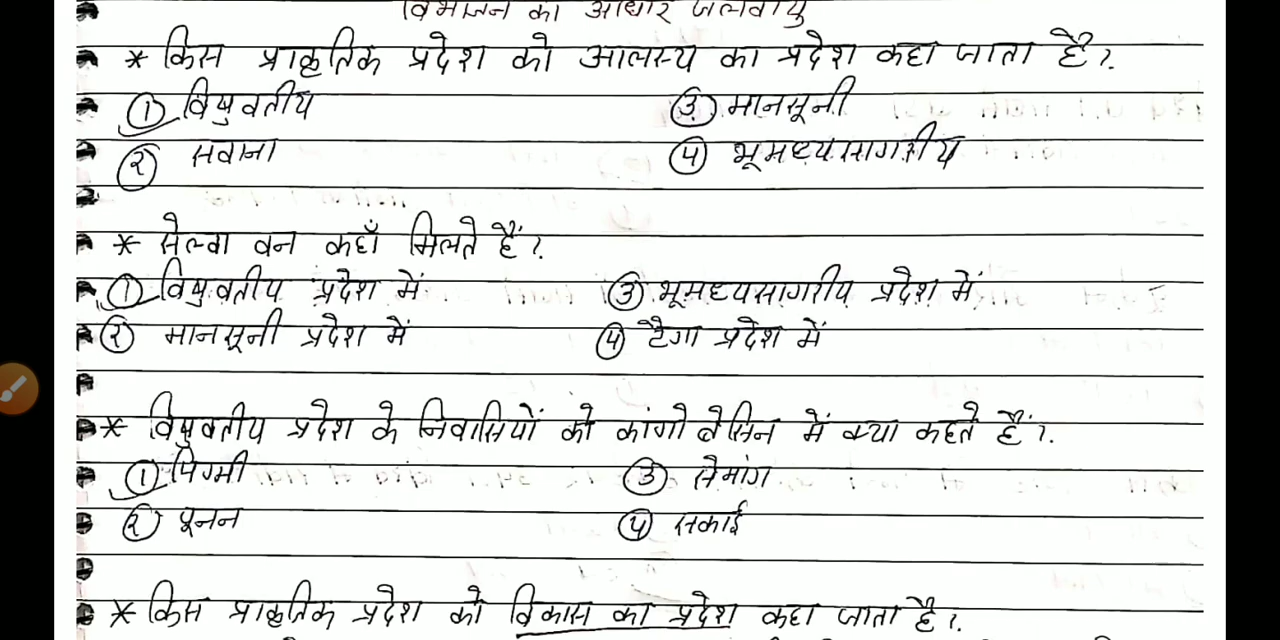 विभाजन का आधार जलवायु
* किस प्राकृतिक प्रदेश को आलस्य का प्रदेश कहा जाता है?
① विषुवतीय ③ मानसूनी
② सवाना ④ भूमध्यसागरीय
* सेल्वा वन कहाँ मिलते हैं?
① विषुवतीय प्रदेश में ③ भूमध्यसागरीय प्रदेश में
② मानसूनी प्रदेश में ④ टैगा प्रदेश में
* विषुवतीय प्रदेश के निवासियों को कांगो बेसिन में क्या कहते हैं?
① पिग्मी ③ सेमांग
② पूनन ④ सकाई
* किस प्राकृतिक प्रदेश को विकास का प्रदेश कहा जाता है?